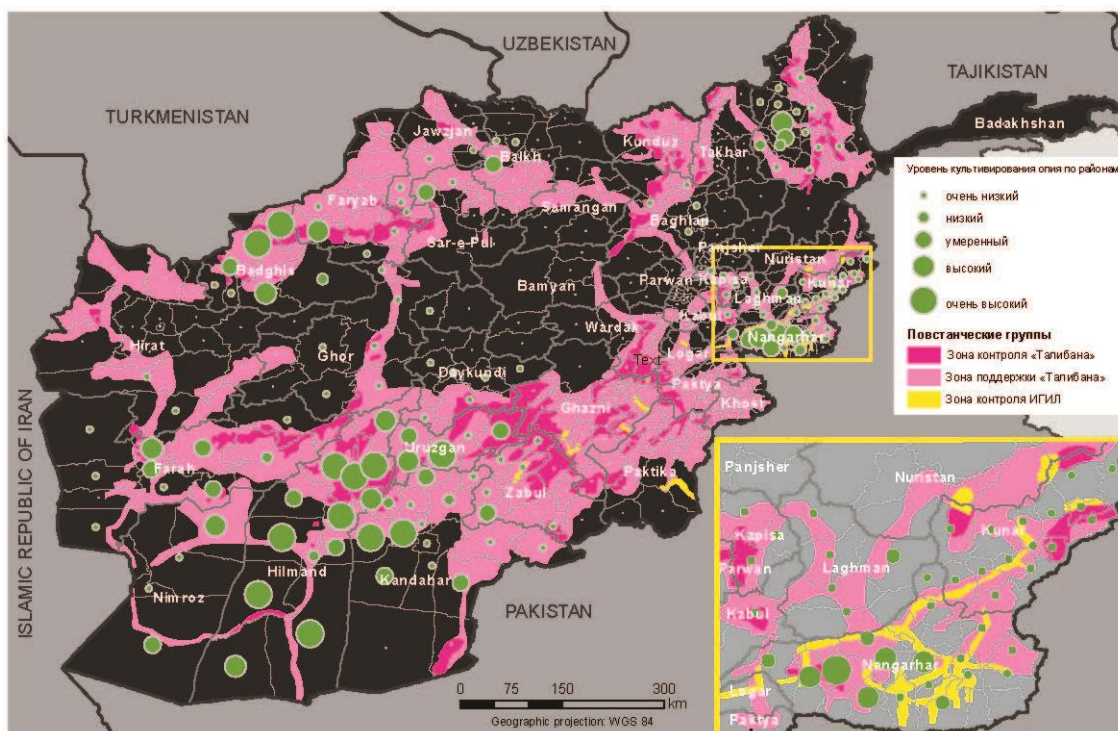 UZBEKISTAN
TAJIKISTAN
TURKMENISTAN
Badakhshan
Jawzjan
Balkh
Kunduz
Takhar
Faryab
Samangan
Baghlan
Sar-e-Pul
Panjsher
Badghis
Nuristan
Bamyan
Parwan Kapisa
Kunar
Laghman
Kabul
Wardak
Nangarhar
Hirat
Ghor
Logar
Text
Daykundi
Paktya
Ghazni
Khost
Uruzgan
Farah
Paktika
Zabul
Hilmand
Kandahar
Nimroz
ISLAMIC REPUBLIC OF IRAN
PAKISTAN
0 75 150 300
km
Geographic projection: WGS 84
Уровень культивирования опия по районам
очень низкий
низкий
умеренный
высокий
очень высокий
Повстанческие группы
Зона контроля «Талибана»
Зона поддержки «Талибана»
Зона контроля ИГИЛ
Panjsher
Nuristan
Kapisa
Kunar
Parwan
Laghman
Kabul
Nangarhar
Logar
Paktya